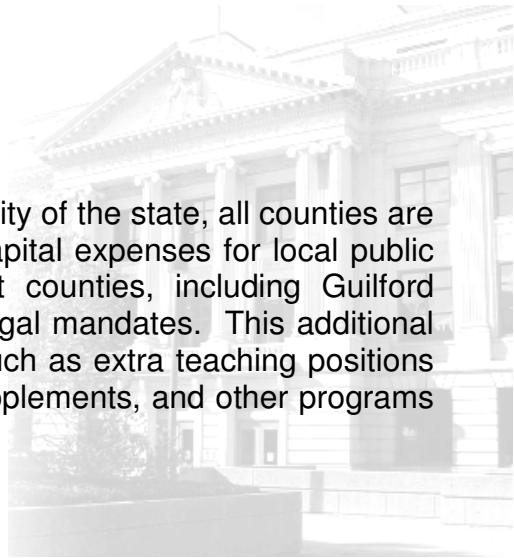 ity of the state, all counties are
apital expenses for local public
t counties, including Guilford
gal mandates. This additional
uch as extra teaching positions
pplements, and other programs